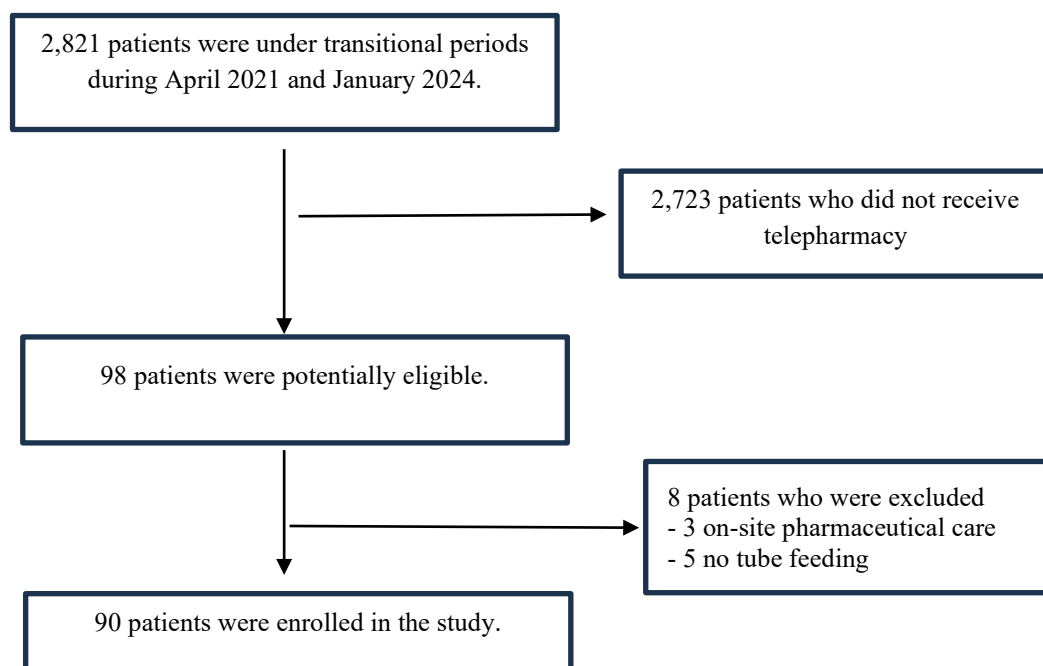 2,821 patients were under transitional periods
during April 2021 and January 2024.
2,723 patients who did not receive
telepharmacy
98 patients were potentially eligible.
8 patients who were excluded
- 3 on-site pharmaceutical care
- 5 no tube feeding
90 patients were enrolled in the study.